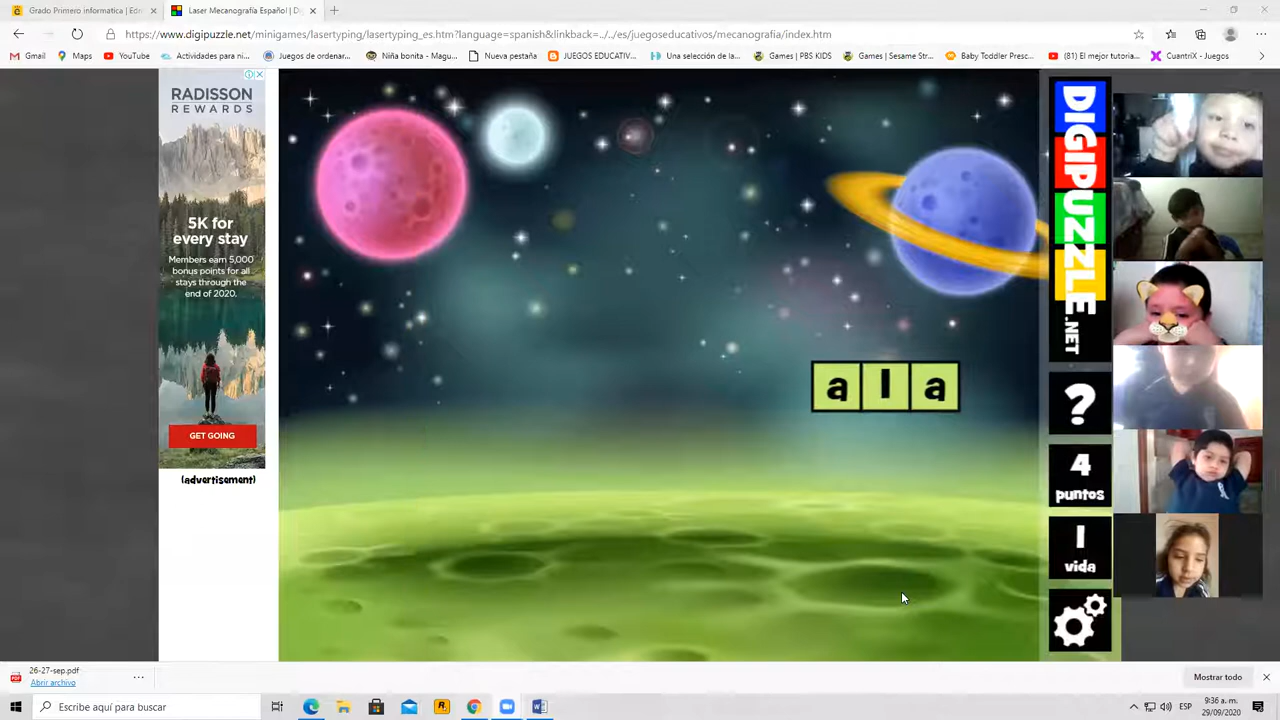 Grado Primero informatica | Edm
Laser Mecanografía Español | Di
https://www.digipuzzle.net/minigames/lasertyping/lasertyping_es.htm?language=spanish&linkback=../../es/juegoseducativos/mecanografia/index.htm
Gmail
Maps
YouTube
Actividades para ni...
Juegos de ordenar...
Niña bonita - Magu...
Nueva pestaña
JUEGOS EDUCATIVO...
Una selección de la...
Games | PBS KIDS
Games | Sesame Str...
Baby Toddler Presc...
(81) El mejor tutoria...
CuantriX - Juegos
RADISSON
REWARDS
5K for
every stay
Members earn 5,000
bonus points for all
stays through the
end of 2020.
GET GOING
(advertisement)
ala
DIGIPUZZLE.NET
?
4
puntos
1
vida
26-27-sep.pdf
Abrir archivo
Mostrar todo
Escribe aquí para buscar
ESP
9:36 a. m.
29/09/2020